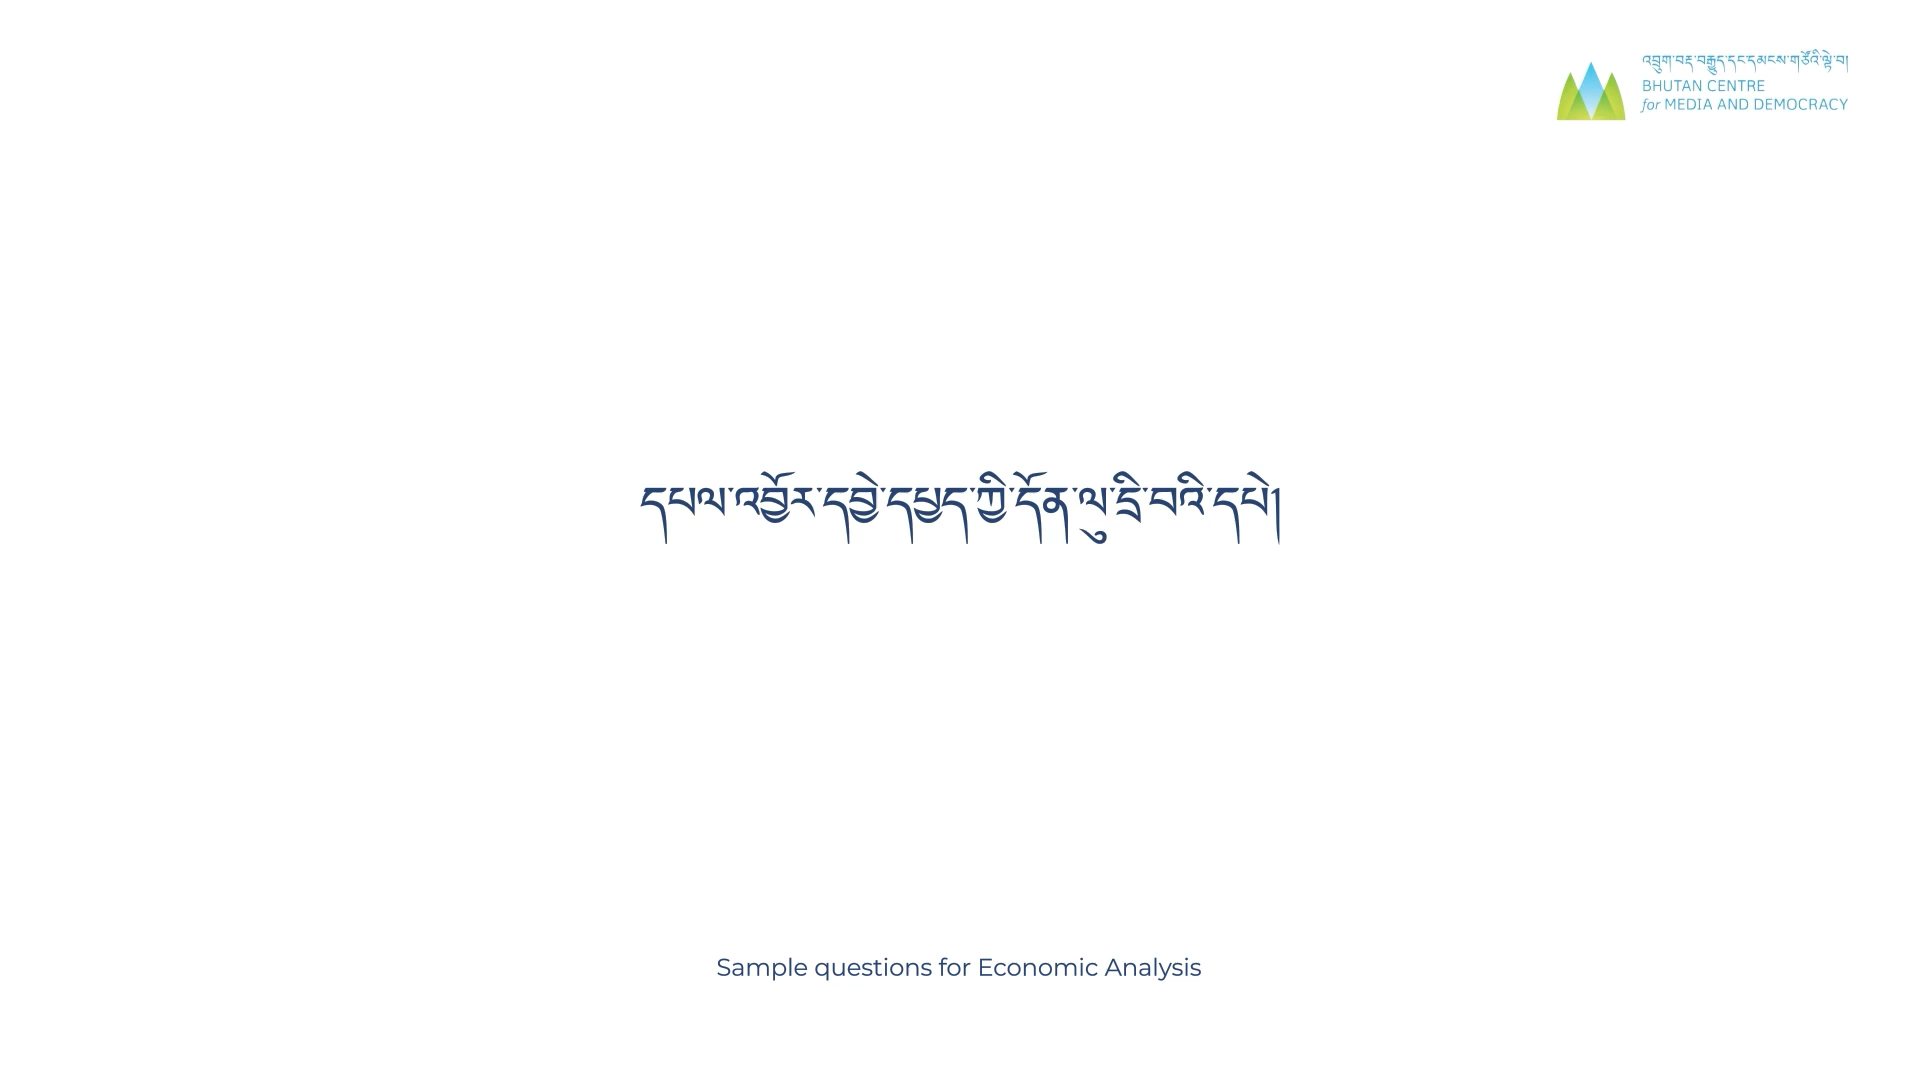 འབྲུག་བརྡ་བརྒྱུད་དང་དམངས་གཙོའི་ལྟེ་བ།
BHUTAN CENTRE
for MEDIA AND DEMOCRACY
དཔལ་འབྱོར་དབྱེ་དཔྱད་ཀྱི་དོན་ལུ་དྲི་བའི་དཔེ།
Sample questions for Economic Analysis